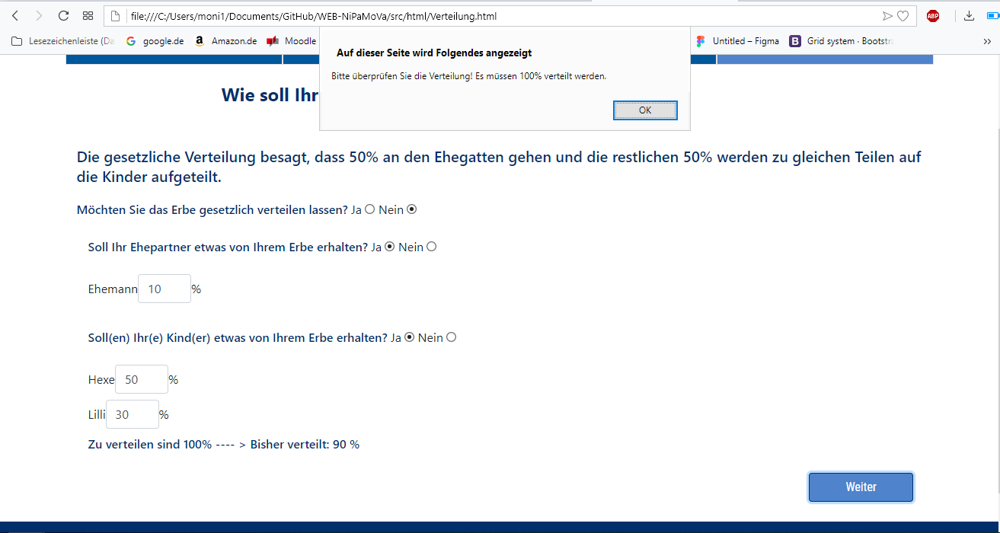 file:///C:/Users/moni1/Documents/GitHub/WEB-NiPaMoVa/src/html/Verteilung.html
ABP
Lesezeichenleiste (Da
G google.de
a Amazon.de
Moodle
Untitled – Figma
B Grid system · Bootstra
»
Auf dieser Seite wird Folgendes angezeigt
Bitte überprüfen Sie die Verteilung! Es müssen 100% verteilt werden.
OK
Wie soll Ihr
Die gesetzliche Verteilung besagt, dass 50% an den Ehegatten gehen und die restlichen 50% werden zu gleichen Teilen auf
die Kinder aufgeteilt.
Möchten Sie das Erbe gesetzlich verteilen lassen? Ja Nein
Soll Ihr Ehepartner etwas von Ihrem Erbe erhalten? Ja Nein
Ehemann 10 %
Soll(en) Ihr(e) Kind(er) etwas von Ihrem Erbe erhalten? Ja Nein
Hexe 50 %
Lilli 30 %
Zu verteilen sind 100% ---- > Bisher verteilt: 90 %
Weiter